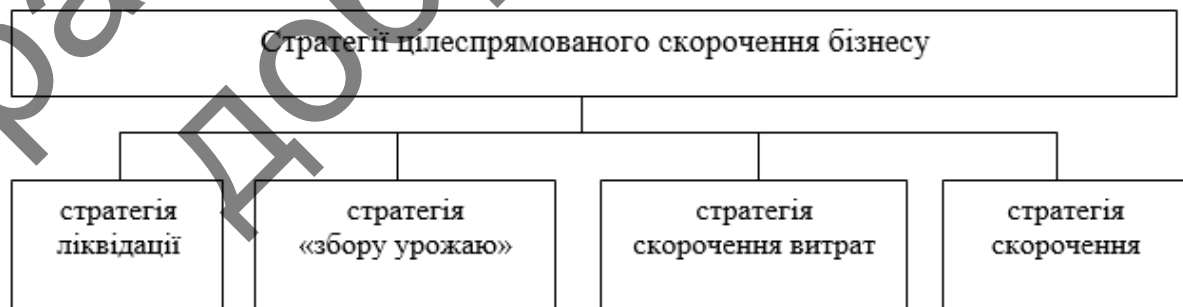 Стратегії цілеспрямованого скорочення бізнесу
стратегія
ліквідації
стратегія
«збору урожаю»
стратегія
скорочення витрат
стратегія
скорочення